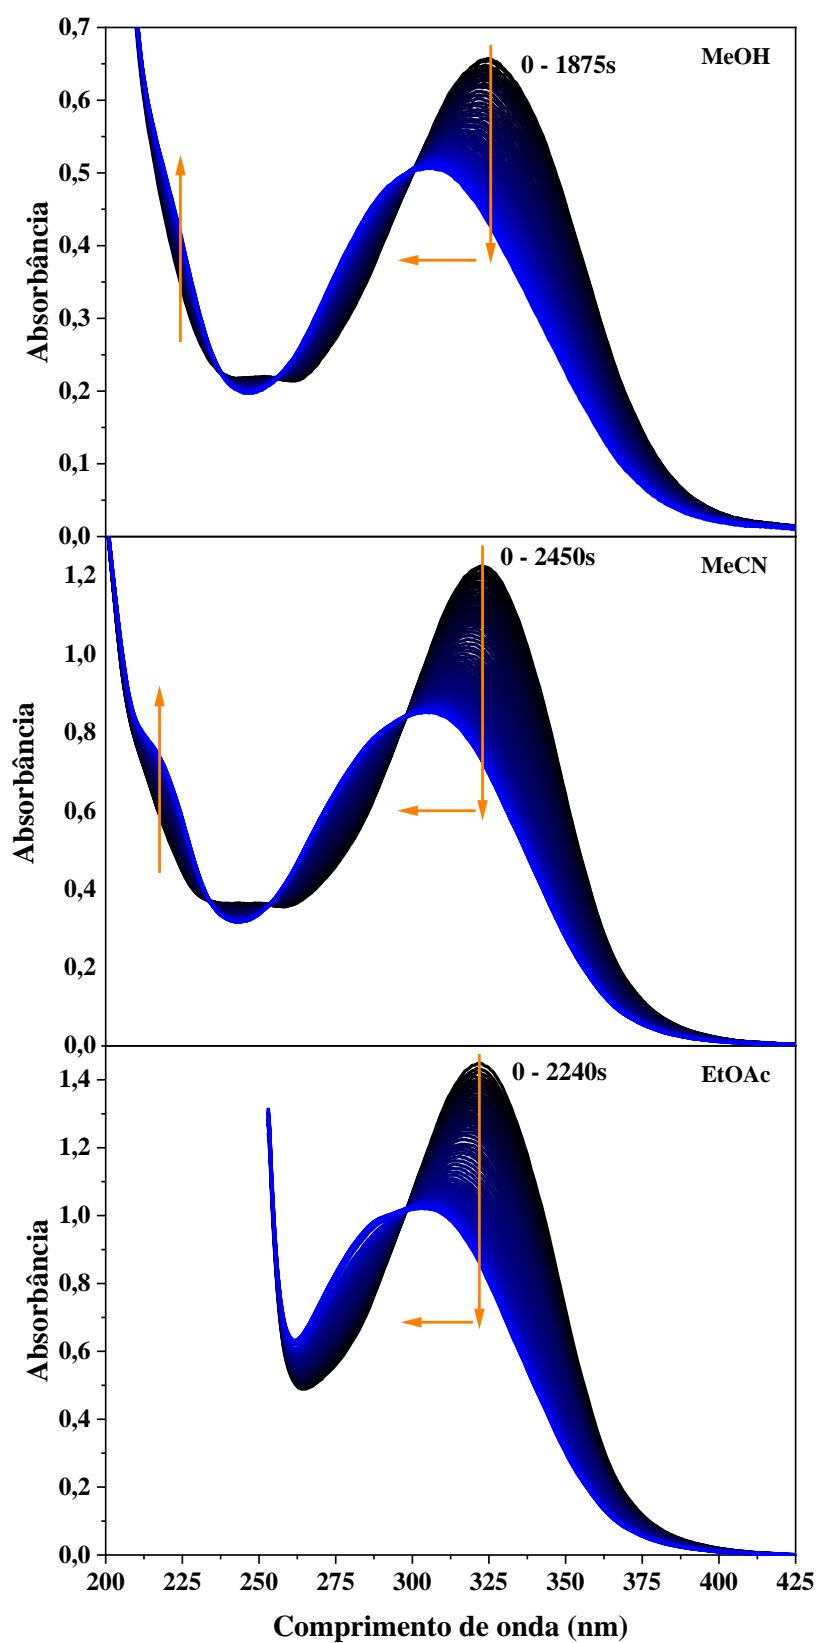 0,7
0 - 1875s
MeOH
0,6
0,5
0,4
0,3
0,2
0,1
0,0
Absorbância
0 - 2450s
MeCN
1,2
1,0
0,8
0,6
0,4
0,2
0,0
Absorbância
0 - 2240s
EtOAc
1,4
1,2
1,0
0,8
0,6
0,4
0,2
0,0
Absorbância
200 225 250 275 300 325 350 375 400 425
Comprimento de onda (nm)